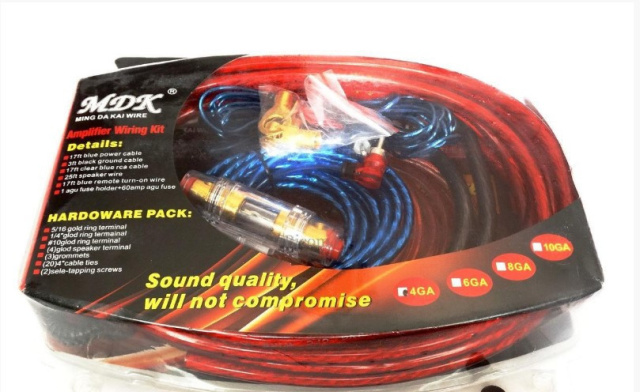 MDK ®
MING DA KAI WIRE
Amplifier Wiring Kit
Details:
17ft blue power cable
3ft black ground cable
17ft clear blue rca cable
25ft speaker wire
17ft blue remote turn-on wire
1 agu fuse holder+60amp agu fuse
HARDOWARE PACK:
5/16 gold ring terminal
1/4"glod ring termainal
#10glod ring terminal
(4)glod speaker terminal
(3)grommets
(20)4"cable ties
(2)sele-tapping screws
Sound quality,
will not compromise
4GA
6GA
8GA
10GA